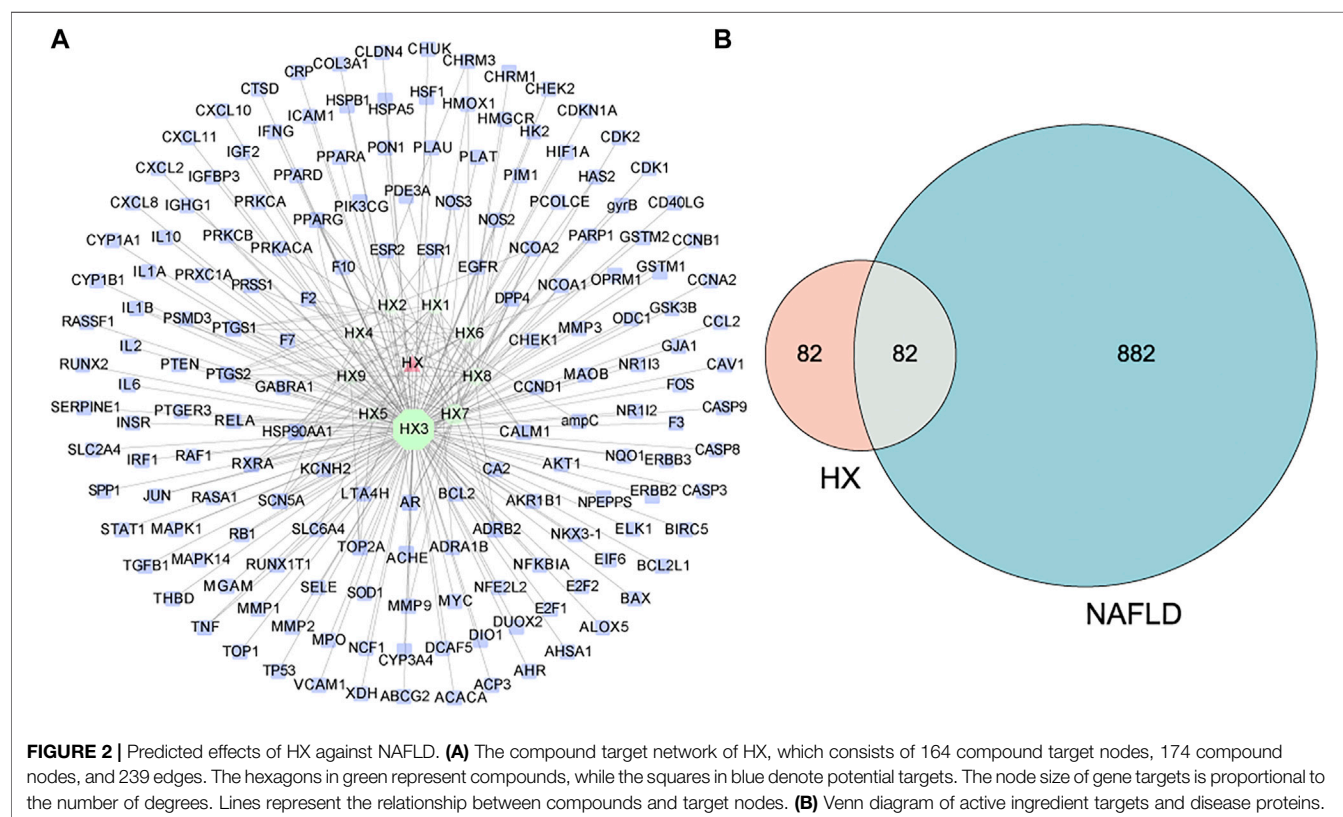 A
B
CLDN4 CHUK
COL3A1 CHRM3
CRP CHRM1
CTSD HSPB1 HSPA5 HSF1 HMOX1 CHEK2
CXCL10 ICAM1 HMGCR CDKN1A
IFNG HK2
CXCL11 PON1 PLAU CDK2
IGF2 PPARA PLAT HIF1A
CXCL2 IGFBP3 PPARD PIM1 HAS2 CDK1
PDE3A
CXCL8 IGHG1 PRKCA PIK3CG NOS3 PCOLCE gyrB CD40LG
PPARG NOS2
CYP1A1 IL10 PRKCB PRKACA ESR2 ESR1 NCOA2 PARP1 GSTM2 CCNB1
CYP1B1 IL1A PRXC1A PRSS1 F10 EGFR NCOA1 OPRM1 GSTM1 CCNA2
F2 HX2 HX1 DPP4
IL1B PSMD3 ODC1 GSK3B
RASSF1 PTGS1 HX4 HX6 MMP3 CCL2
IL2 F7 CHEK1 GJA1
RUNX2 PTEN PTGS2 HX HX8 MAOB NR1I3 CAV1
IL6 GABRA1 HX9 CCND1 FOS
SERPINE1 PTGER3 HX5 HX7 NR1I2 CASP9
INSR RELA HSP90AA1 HX3 CALM1 ampC F3
SLC2A4 IRF1 RAF1 RXRA KCNH2 CA2 AKT1 NQO1 ERBB3 CASP8
SPP1 JUN RASA1 SCN5A LTA4H AR BCL2 AKR1B1 NPEPPS ERBB2 CASP3
STAT1 MAPK1 RB1 SLC6A4 ADRB2 NKX3-1 ELK1 BIRC5
TOP2A ACHE ADRA1B
TGFB1 MAPK14 RUNX1T1 NFKBIA EIF6 BCL2L1
THBD MGAM SELE SOD1 NFE2L2 E2F2 BAX
MMP1 MMP9 MYC E2F1
TNF MMP2 DUOX2 ALOX5
MPO NCF1 DCAF5 DIO1
TOP1 CYP3A4 AHSA1
TP53 AHR
VCAM1 XDH ABCG2 ACACA ACP3
82
82
882
HX
NAFLD
FIGURE 2 | Predicted effects of HX against NAFLD. (A) The compound target network of HX, which consists of 164 compound target nodes, 174 compound
nodes, and 239 edges. The hexagons in green represent compounds, while the squares in blue denote potential targets. The node size of gene targets is proportional to
the number of degrees. Lines represent the relationship between compounds and target nodes. (B) Venn diagram of active ingredient targets and disease proteins.